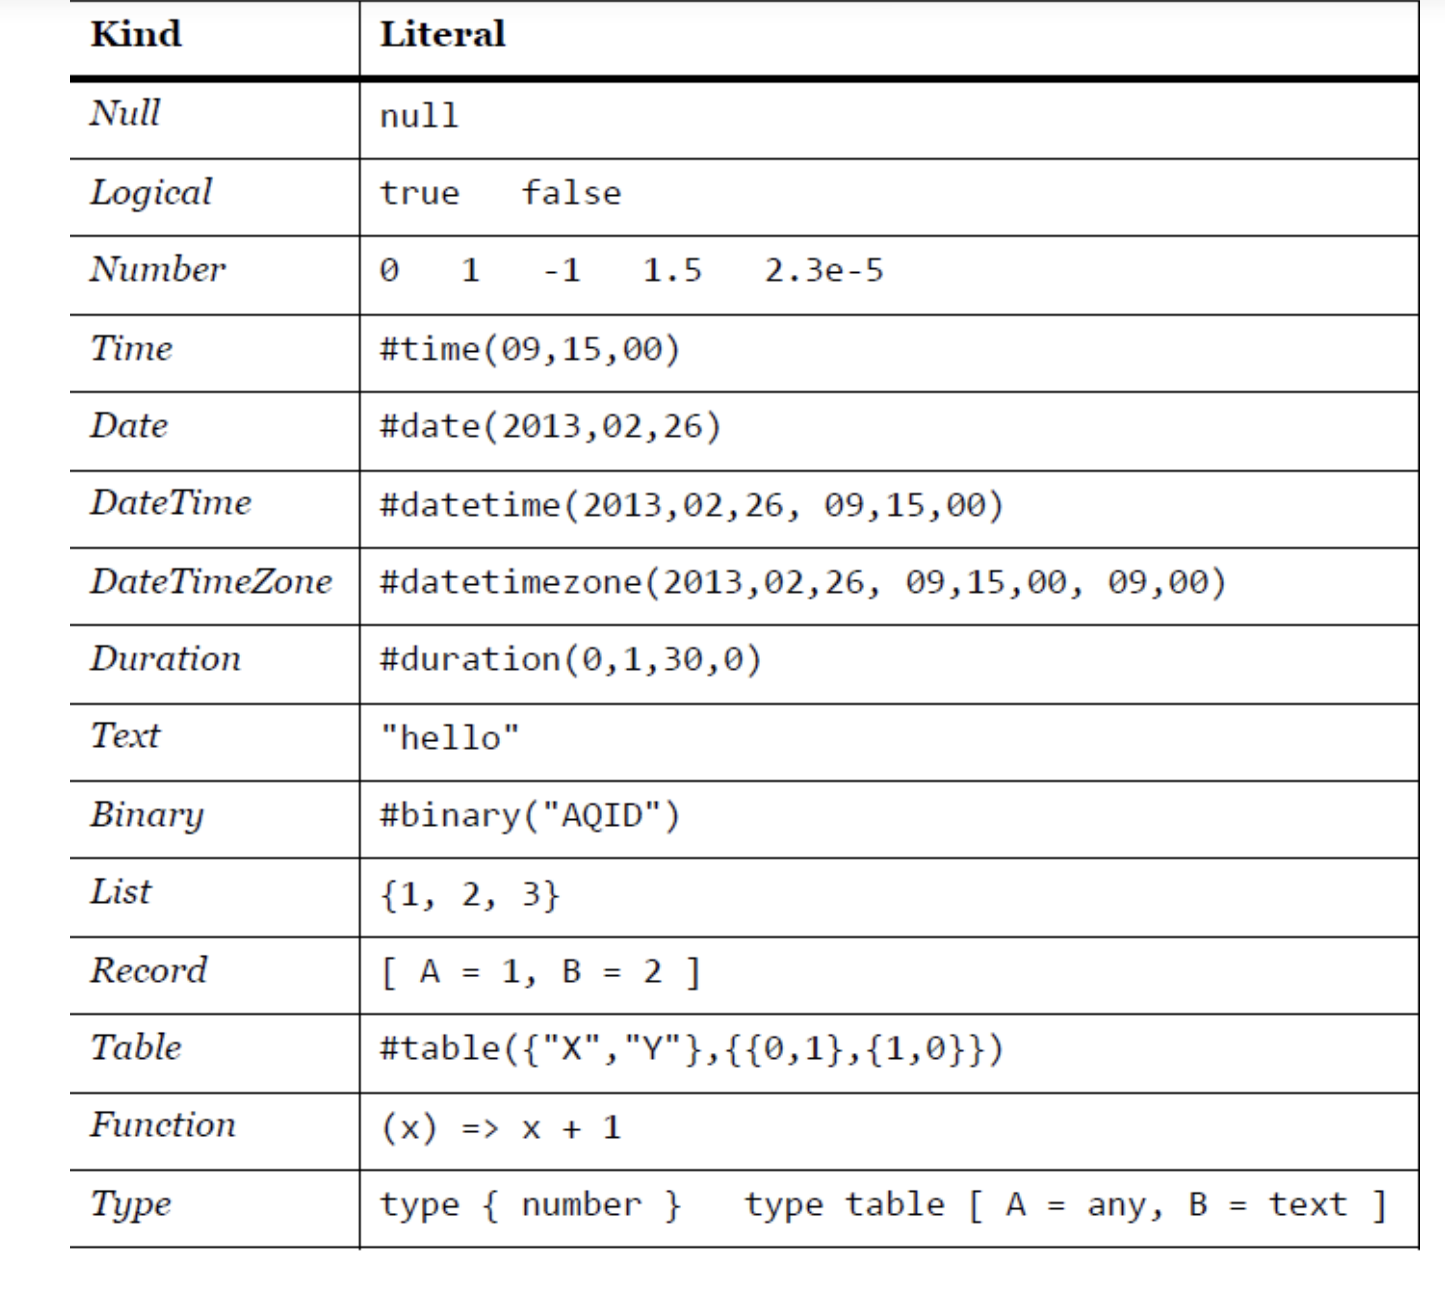 Kind Literal
Null null
Logical true false
Number 0 1 -1 1.5 2.3e-5
Time #time(09,15,00)
Date #date(2013,02,26)
DateTime #datetime(2013,02,26, 09,15,00)
DateTimeZone #datetimezone(2013,02,26, 09,15,00, 09,00)
Duration #duration(0,1,30,0)
Text "hello"
Binary #binary("AQID")
List {1, 2, 3}
Record [ A = 1, B = 2 ]
Table #table({"X","Y"},{{0,1},{1,0}})
Function (x) => x + 1
Type type { number } type table [ A = any, B = text ]